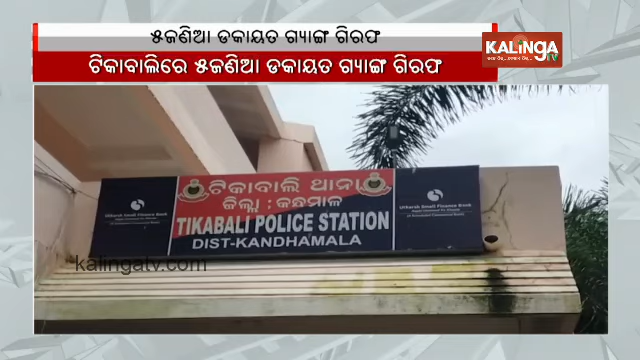 ୫ଜଣିଆ ଡକାୟତ ଗ୍ୟାଙ୍ଗ ଗିରଫ
ଟିକାବାଲିରେ ୫ଜଣିଆ ଡକାୟତ ଗ୍ୟାଙ୍ଗ ଗିରଫ
KALINGA
TV
ଟିକାବାଲି ଥାନା
ଜିଲ୍ଲା : କନ୍ଧମାଳ
TIKABALI POLICE STATION
DIST-KANDHAMALA
Utkarsh Small Finance Bank
Utkarsh Small Finance Bank
kalingatv.com